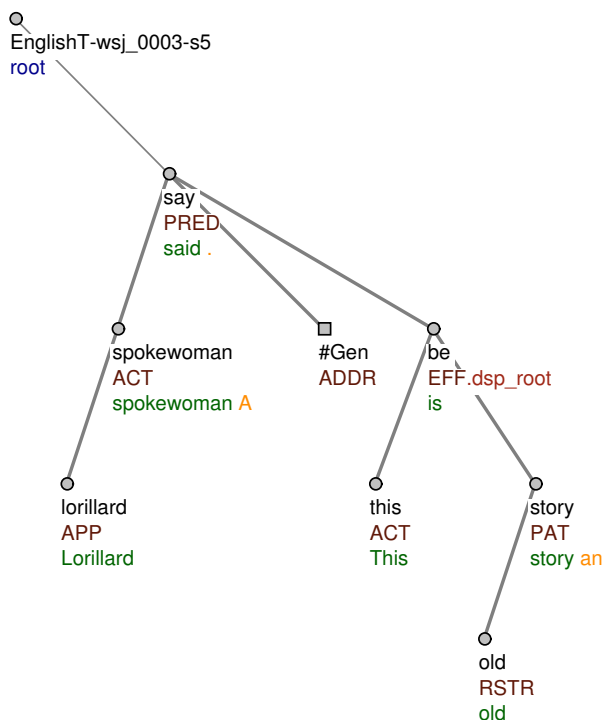 EnglishT-wsj_0003-s5
root
say
PRED
said .
spokewoman
ACT
spokewoman A
#Gen
ADDR
be
EFF.dsp_root
is
lorillard
APP
Lorillard
this
ACT
This
story
PAT
story an
old
RSTR
old